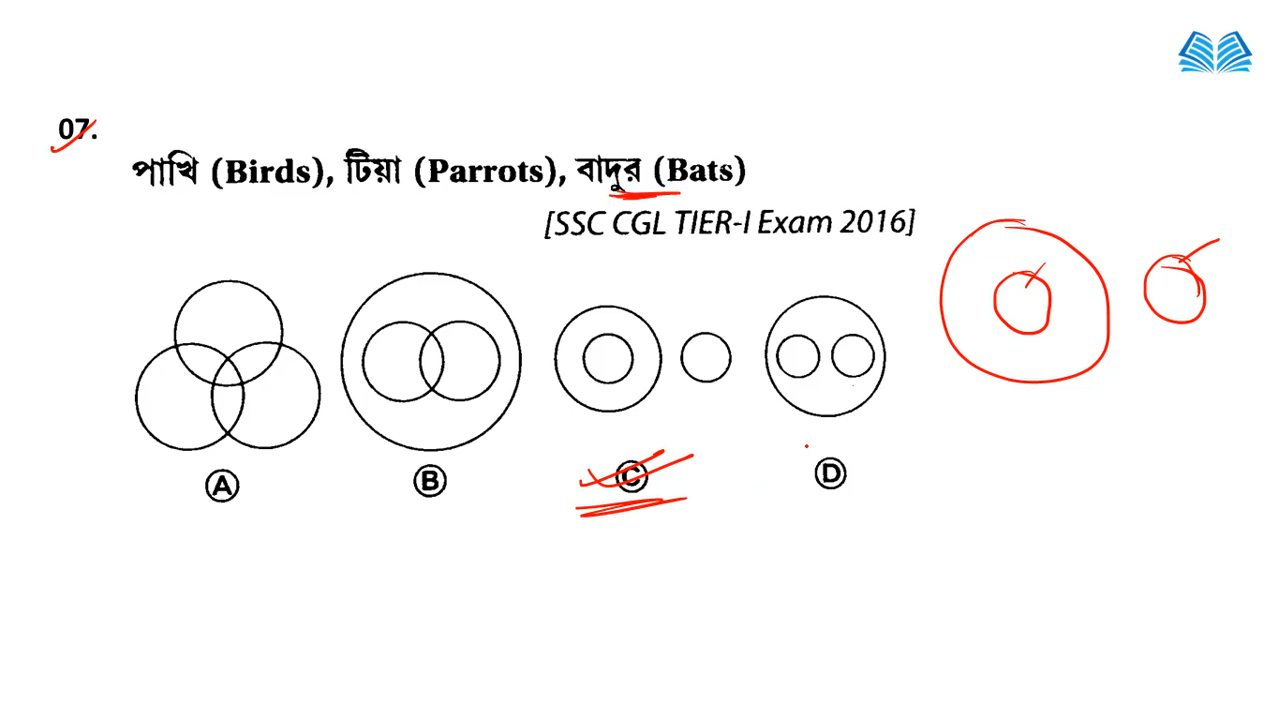 07.
পাখি (Birds), টিয়া (Parrots), বাদুর (Bats)
[SSC CGL TIER-I Exam 2016]
A B C D